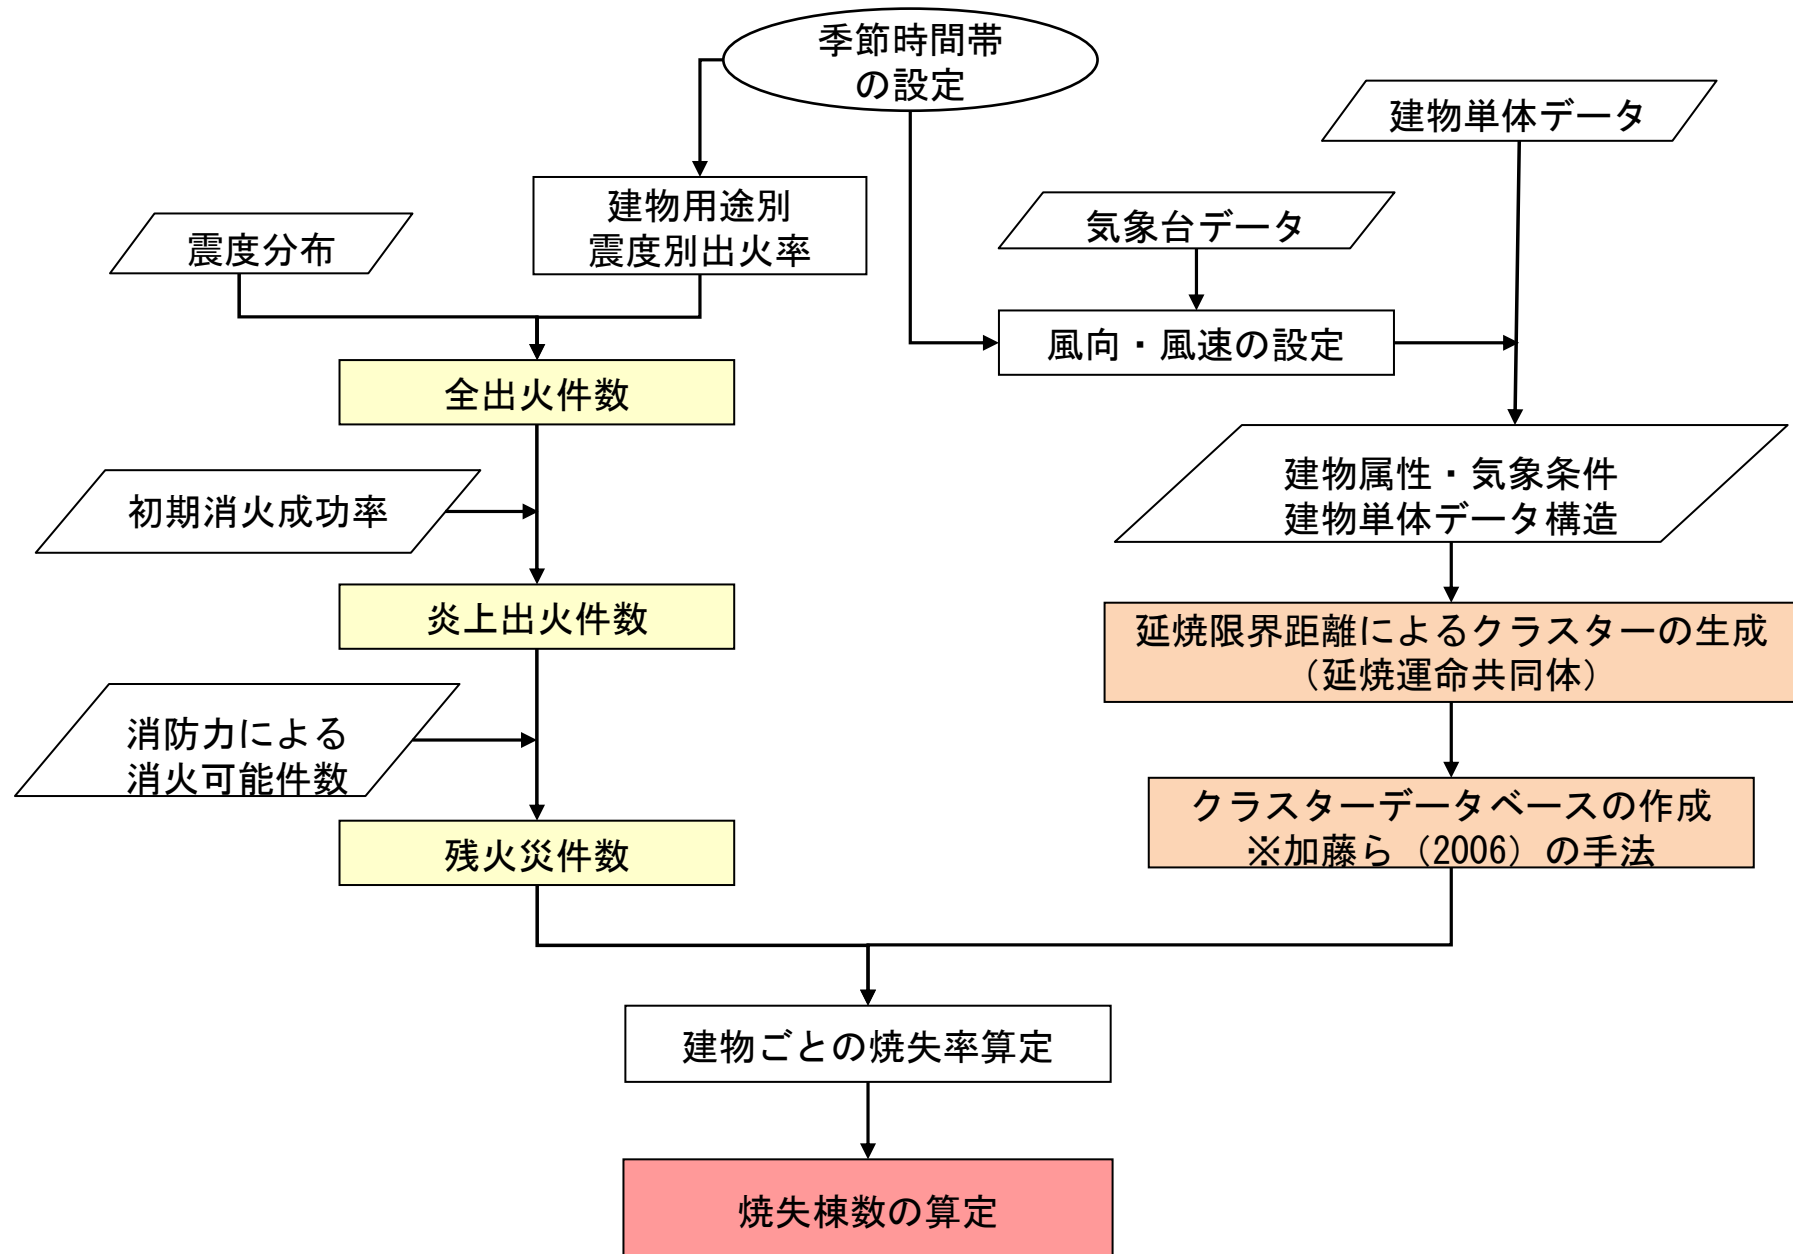 季節時間帯
の設定
建物単体データ
建物用途別
震度別出火率
気象台データ
震度分布
風向・風速の設定
全出火件数
建物属性・気象条件
建物単体データ構造
初期消火成功率
炎上出火件数
延焼限界距離によるクラスターの生成
（延焼運命共同体）
消防力による
消火可能件数
クラスターデータベースの作成
※加藤ら（2006）の手法
残火災件数
建物ごとの焼失率算定
焼失棟数の算定